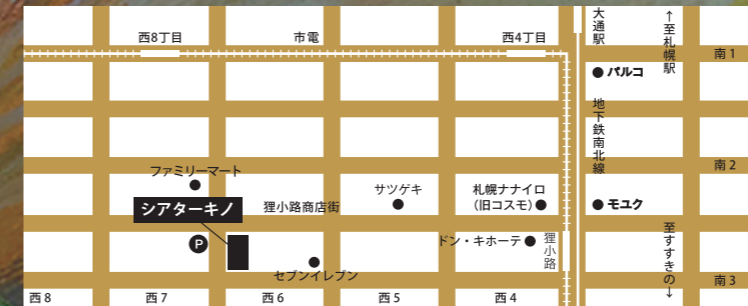 西8丁目
市電
西4丁目
大通駅
↑至札幌駅
南1
パルコ
地下鉄南北線
南2
ファミリーマート
シアターキノ
狸小路商店街
サツゲキ
札幌ナナイロ
(旧コスモ)
モユク
P
セブンイレブン
ドン・キホーテ
狸小路
至すすきの↓
南3
西8
西7
西6
西5
西4